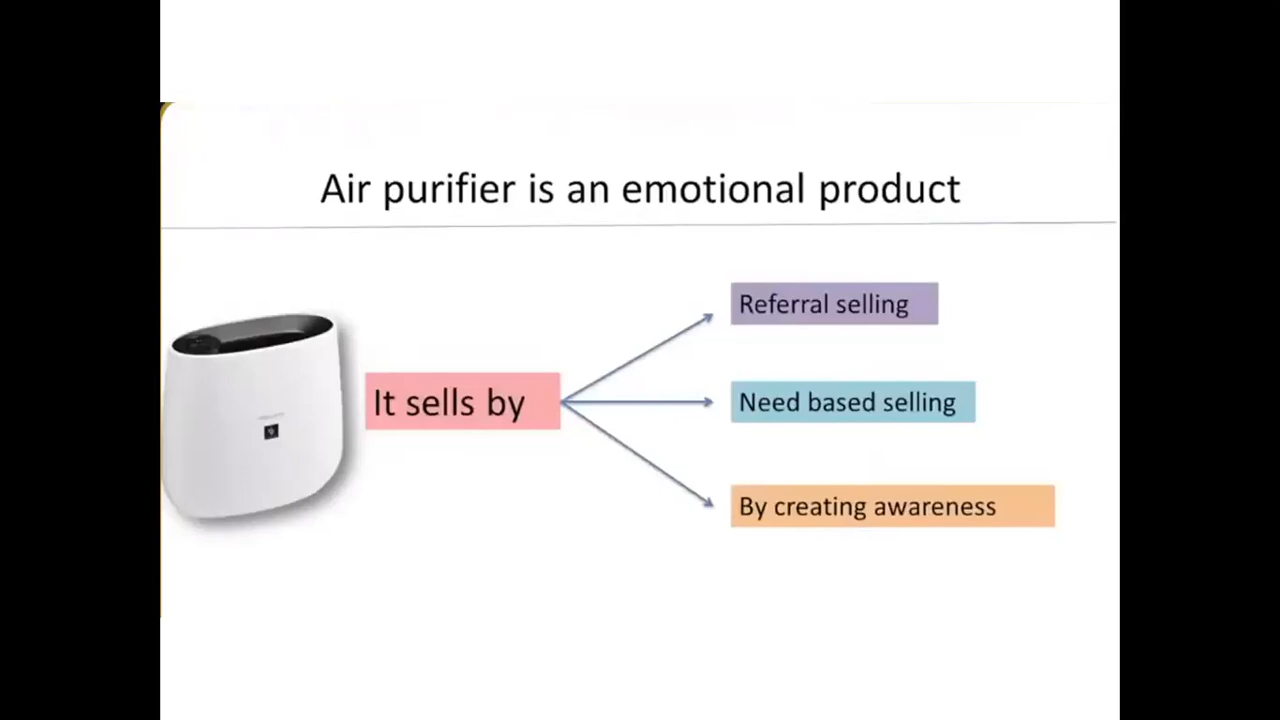 Air purifier is an emotional product
Referral selling
It sells by
Need based selling
By creating awareness